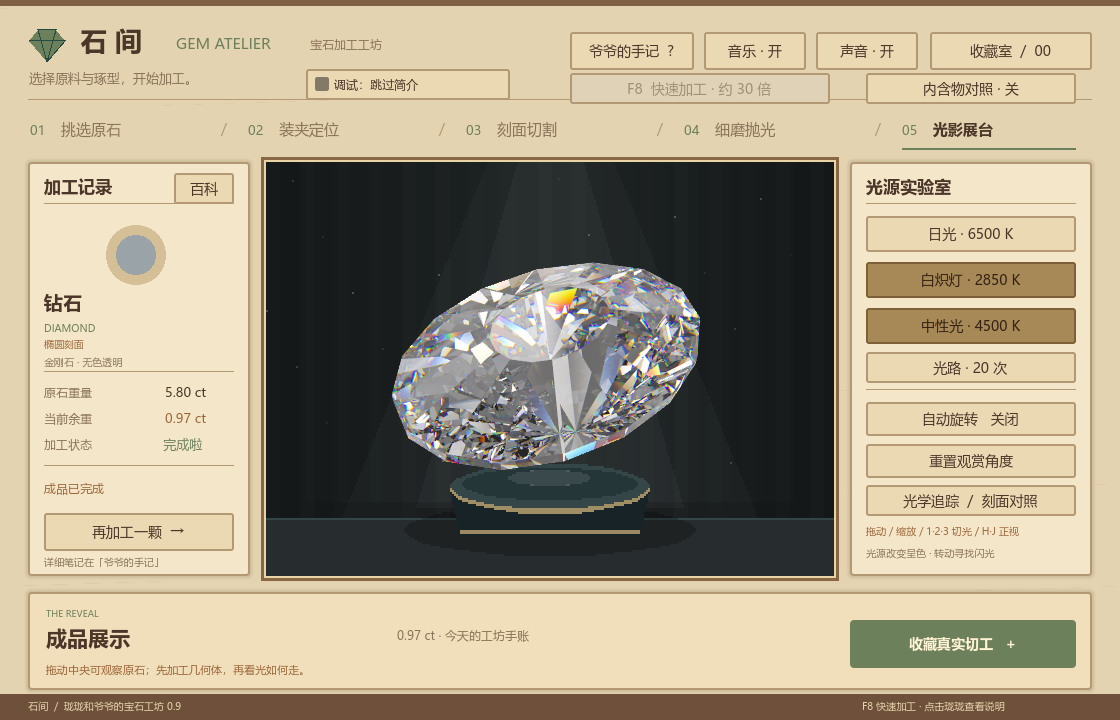 石间 GEM ATELIER 宝石加工工坊
爷爷的手记 ? 音乐 · 开 声音 · 开 收藏室 / 00
选择原料与琢型，开始加工。
调试：跳过简介
F8 快速加工 · 约 30 倍
内含物对照 · 关
01 挑选原石 / 02 装夹定位 / 03 刻面切割 / 04 细磨抛光 / 05 光影展台
加工记录 百科
钻石
DIAMOND
椭圆刻面
金刚石 · 无色透明
原石重量 5.80 ct
当前余重 0.97 ct
加工状态 完成啦
成品已完成
再加工一颗 →
详细笔记在「爷爷的手记」
光源实验室
日光 · 6500 K
白炽灯 · 2850 K
中性光 · 4500 K
光路 · 20 次
自动旋转 关闭
重置观赏角度
光学追踪 / 刻面对照
拖动 / 缩放 / 1·2·3 切光 / H·J 正视
光源改变呈色 · 转动寻找闪光
THE REVEAL
成品展示
0.97 ct · 今天的工坊手账
拖动中央可观察原石；先加工几何体，再看光如何走。
收藏真实切工 +
石间 / 珑珑和爷爷的宝石工坊 0.9
F8 快速加工 · 点击珑珑查看说明